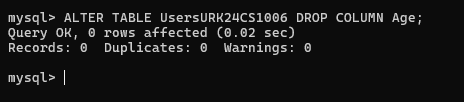 mysql> ALTER TABLE UsersURK24CS1006 DROP COLUMN Age;
Query OK, 0 rows affected (0.02 sec)
Records: 0  Duplicates: 0  Warnings: 0
mysql>